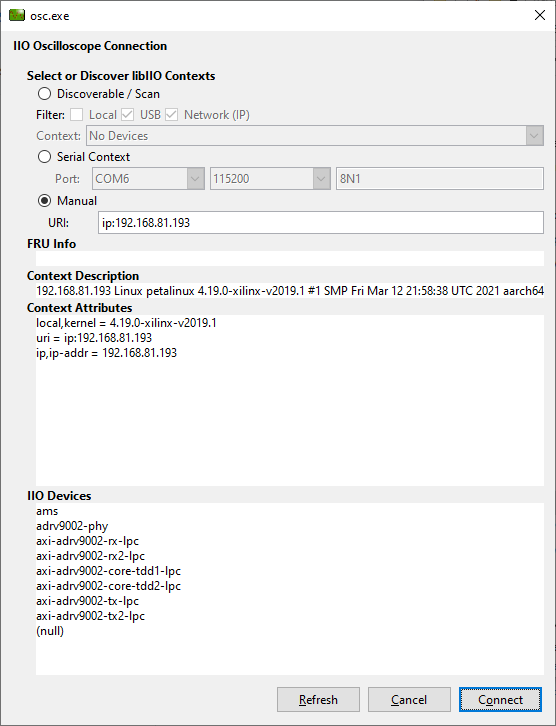 osc.exe
IIO Oscilloscope Connection
Select or Discover libIIO Contexts
Discoverable / Scan
Filter: Local USB Network (IP)
Context: No Devices
Serial Context
Port: COM6 115200 8N1
Manual
URI: ip:192.168.81.193
FRU Info
Context Description
192.168.81.193 Linux petalinux 4.19.0-xilinx-v2019.1 #1 SMP Fri Mar 12 21:58:38 UTC 2021 aarch64
Context Attributes
local,kernel = 4.19.0-xilinx-v2019.1
uri = ip:192.168.81.193
ip,ip-addr = 192.168.81.193
IIO Devices
ams
adrv9002-phy
axi-adrv9002-rx-lpc
axi-adrv9002-rx2-lpc
axi-adrv9002-core-tdd1-lpc
axi-adrv9002-core-tdd2-lpc
axi-adrv9002-tx-lpc
axi-adrv9002-tx2-lpc
(null)
Refresh Cancel Connect